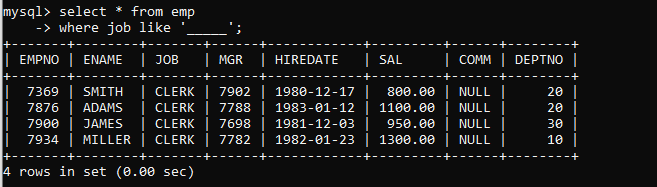 mysql> select * from emp
    -> where job like '_____';
+-------+--------+-------+------+------------+---------+------+--------+
| EMPNO | ENAME  | JOB   | MGR  | HIREDATE   | SAL     | COMM | DEPTNO |
+-------+--------+-------+------+------------+---------+------+--------+
|  7369 | SMITH  | CLERK | 7902 | 1980-12-17 |  800.00 | NULL |     20 |
|  7876 | ADAMS  | CLERK | 7788 | 1983-01-12 | 1100.00 | NULL |     20 |
|  7900 | JAMES  | CLERK | 7698 | 1981-12-03 |  950.00 | NULL |     30 |
|  7934 | MILLER | CLERK | 7782 | 1982-01-23 | 1300.00 | NULL |     10 |
+-------+--------+-------+------+------------+---------+------+--------+
4 rows in set (0.00 sec)